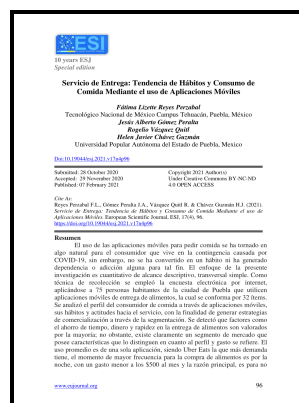 ESI
10 years ESJ
Special edition
Servicio de Entrega: Tendencia de Hábitos y Consumo de
Comida Mediante el uso de Aplicaciones Móviles
Fátima Lizette Reyes Perzabal
Tecnológico Nacional de México Campus Tehuacán, Puebla, México
Jesús Alberto Gómez Peralta
Rogelio Vázquez Quitl
Helen Javier Chávez Guzmán
Universidad Popular Autónoma del Estado de Puebla, Mexico
Doi:10.19044/esj.2021.v17n4p96
Submitted: 28 October 2020
Accepted: 29 November 2020
Published: 07 February 2021
Copyright 2021 Author(s)
Under Creative Commons BY-NC-ND
4.0 OPEN ACCESS
Cite As:
Reyes Perzabal F.L., Gómez Peralta J.A., Vázquez Quitl R. & Chávez Guzmán H.J. (2021).
Servicio de Entrega: Tendencia de Hábitos y Consumo de Comida Mediante el uso de Aplicaciones
Móviles. European Scientific Journal, ESJ, 17(4), 96.
https://doi.org/10.19044/esj.2021.v17n4p96
Resumen
El uso de las aplicaciones móviles para pedir comida se ha tornado en
algo natural para el consumidor que vive en la contingencia causada por
COVID-19, sin embargo, no se ha convertido en un hábito ni ha generado
dependencia o adicción alguna para tal fin. El enfoque de la presente
investigación es cuantitativo de alcance descriptivo, transversal simple. Como
técnica de recolección se empleó la encuesta electrónica por internet,
aplicándose a 75 personas habitantes de la ciudad de Puebla que utilicen
aplicaciones móviles de entrega de alimentos, la cual se conforma por 32 ítems.
Se analizó el perfil del consumidor de comida a través de aplicaciones móviles,
sus hábitos y actitudes hacia el servicio, con la finalidad de generar estrategias
de comercialización a través de la segmentación. Se detectó que factores como
el ahorro de tiempo, dinero y rapidez en la entrega de alimentos son valorados
por la mayoría; no obstante, existe claramente un segmento de mercado que
posee características que lo distinguen en cuanto al perfil y gasto se refiere. El
uso promedio es de una sola aplicación, siendo Uber Eats la que más demanda
tiene, el momento de mayor frecuencia para la compra de alimentos es por la
noche, con un gasto menor a los $500 al mes y la razón principal, es para no
www.eujournal.org
96